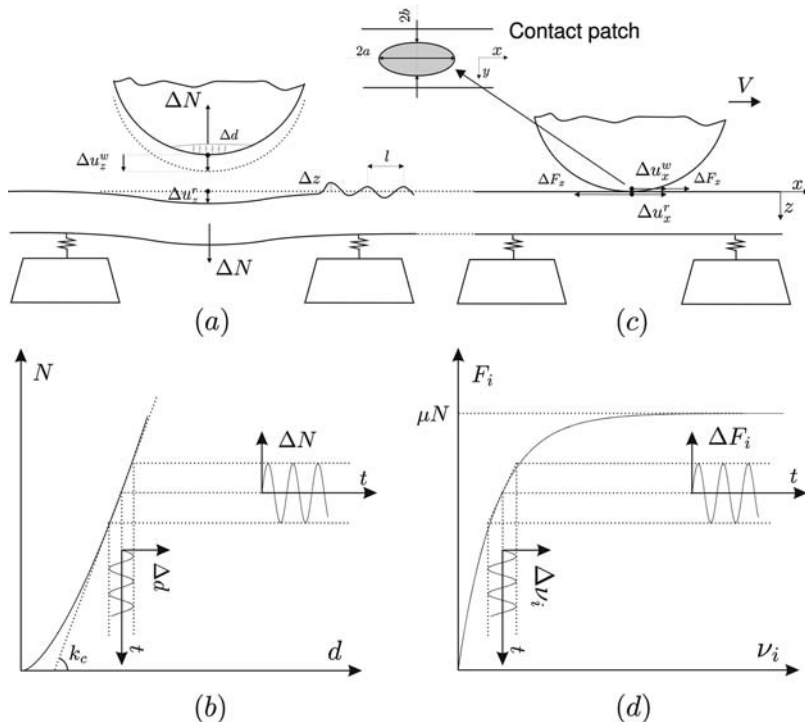 2b
Contact patch
2a
x
y
ΔN
Δd
Δu_z^w
Δz
l
Δu_z^r
ΔN
(a)
V
Δu_x^w
ΔF_x
ΔF_x
Δu_x^r
x
z
(c)
N
ΔN
t
Δd
t
k_c
d
(b)
F_i
μN
ΔF_i
t
Δν_i
t
ν_i
(d)